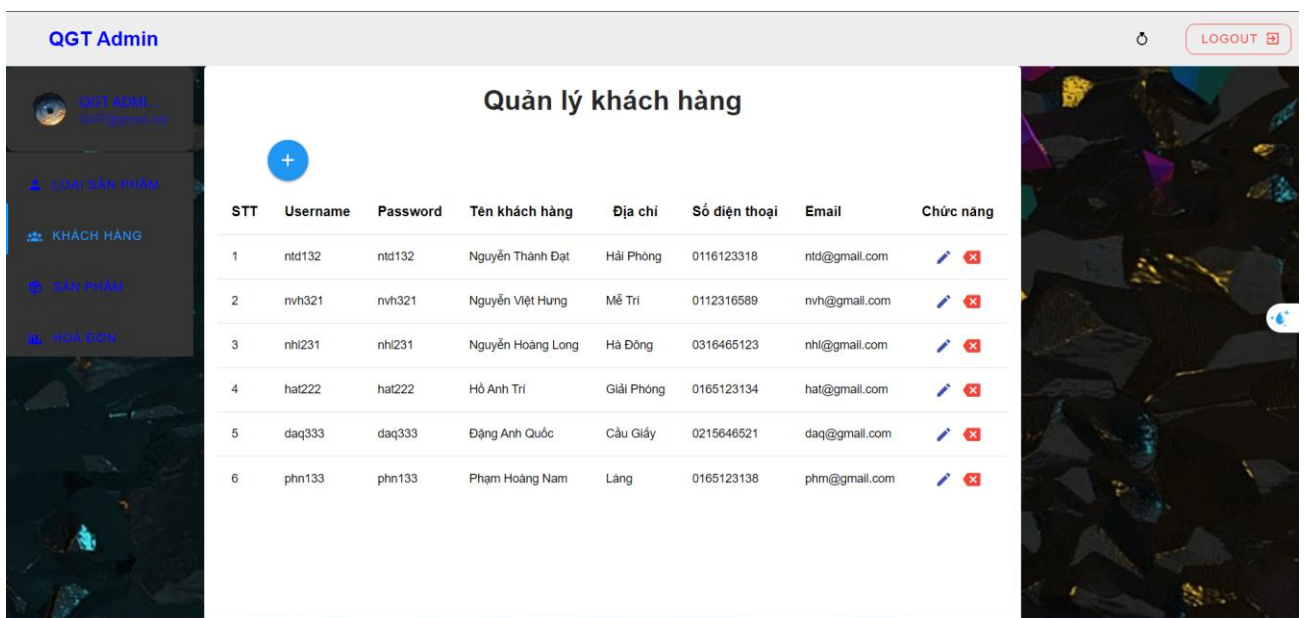 QGT Admin
LOGOUT
QGT ADMI...
Quản lý khách hàng
+
LOẠI SẢN PHẨM
KHÁCH HÀNG
SẢN PHẨM
HOÁ ĐƠN
STT Username Password Tên khách hàng Địa chỉ Số điện thoại Email Chức năng
1 ntd132 ntd132 Nguyễn Thành Đạt Hải Phòng 0116123318 ntd@gmail.com
2 nvh321 nvh321 Nguyễn Việt Hưng Mễ Trì 0112316589 nvh@gmail.com
3 nhl231 nhl231 Nguyễn Hoàng Long Hà Đông 0316465123 nhl@gmail.com
4 hat222 hat222 Hồ Anh Trí Giải Phóng 0165123134 hat@gmail.com
5 daq333 daq333 Đặng Anh Quốc Cầu Giấy 0215646521 daq@gmail.com
6 phn133 phn133 Phạm Hoàng Nam Láng 0165123138 phm@gmail.com